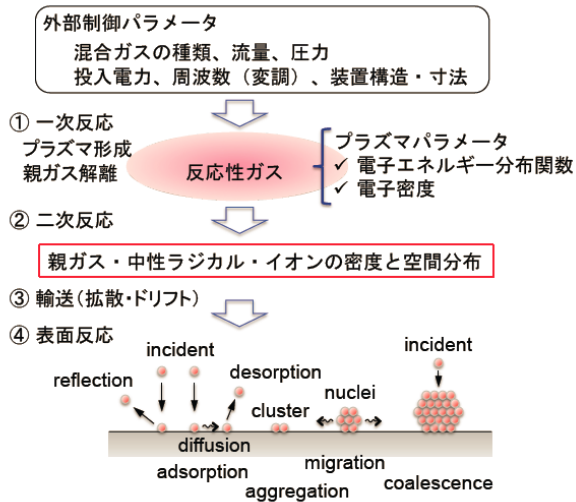 外部制御パラメータ
混合ガスの種類、流量、圧力
投入電力、周波数（変調）、装置構造・寸法
① 一次反応
プラズマ形成
親ガス解離
反応性ガス
プラズマパラメータ
✓ 電子エネルギー分布関数
✓ 電子密度
② 二次反応
親ガス・中性ラジカル・イオンの密度と空間分布
③ 輸送（拡散・ドリフト）
④ 表面反応
incident
incident
reflection
desorption
nuclei
cluster
diffusion
migration
adsorption
coalescence
aggregation